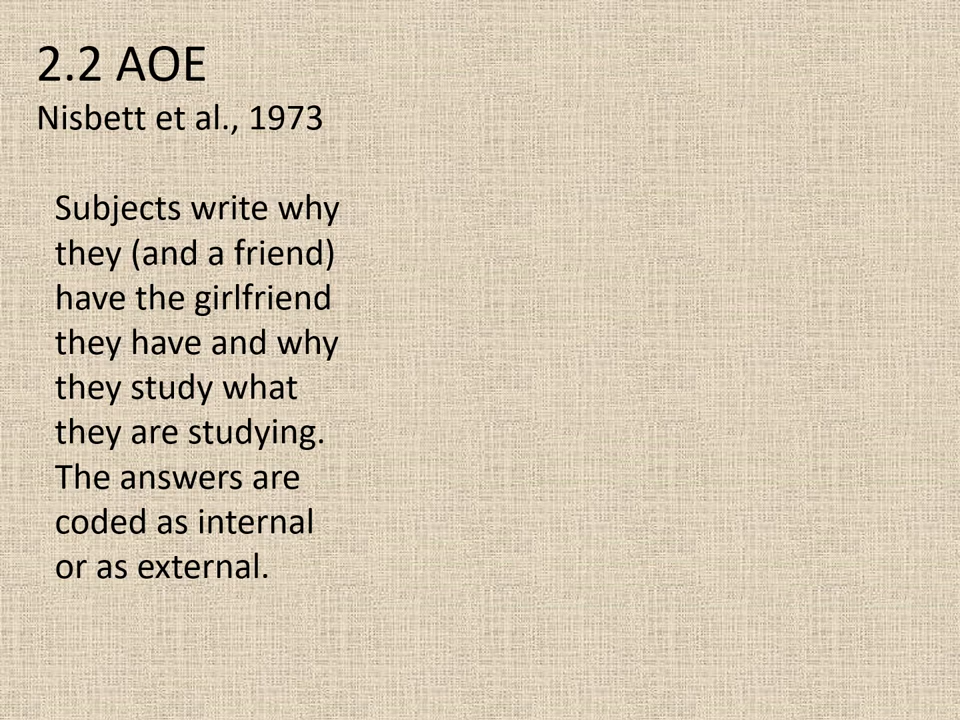 2.2 AOE
Nisbett et al., 1973
Subjects write why
they (and a friend)
have the girlfriend
they have and why
they study what
they are studying.
The answers are
coded as internal
or as external.